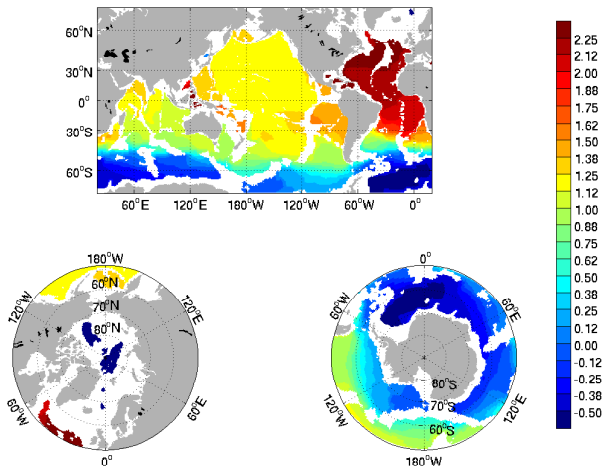 60°N
30°N
0°
30°S
60°S
60°E
120°E
180°W
120°W
60°W
0°
2.25
2.12
2.00
1.88
1.75
1.62
1.50
1.38
1.25
1.12
1.00
0.88
0.75
0.62
0.50
0.38
0.25
0.12
0.00
-0.12
-0.25
-0.38
-0.50
180°W
120°W
120°E
60°N
70°N
80°N
60°W
60°E
0°
0°
60°W
60°E
80°S
70°S
60°S
120°W
120°E
180°W